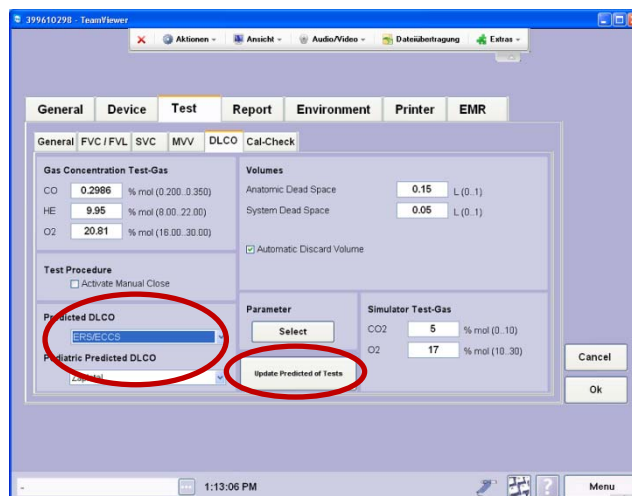 399610298 - TeamViewer
Aktionen Ansicht Audio/Video Dateiübertragung Extras
General Device Test Report Environment Printer EMR
General FVC / FVL SVC MVV DLCO Cal-Check
Gas Concentration Test-Gas
CO 0.2986 % mol (0.200..0.350)
HE 9.95 % mol (8.00..22.00)
O2 20.81 % mol (16.00..30.00)
Test Procedure
Activate Manual Close
Predicted DLCO
ERS/ECCS
Pediatric Predicted DLCO
Zapletal
Volumes
Anatomic Dead Space 0.15 L (0..1)
System Dead Space 0.05 L (0..1)
Automatic Discard Volume
Parameter
Select
Update Predicted of Tests
Simulator Test-Gas
CO2 5 % mol (0..10)
O2 17 % mol (10..30)
Cancel
Ok
- ... 1:13:06 PM ? Menu